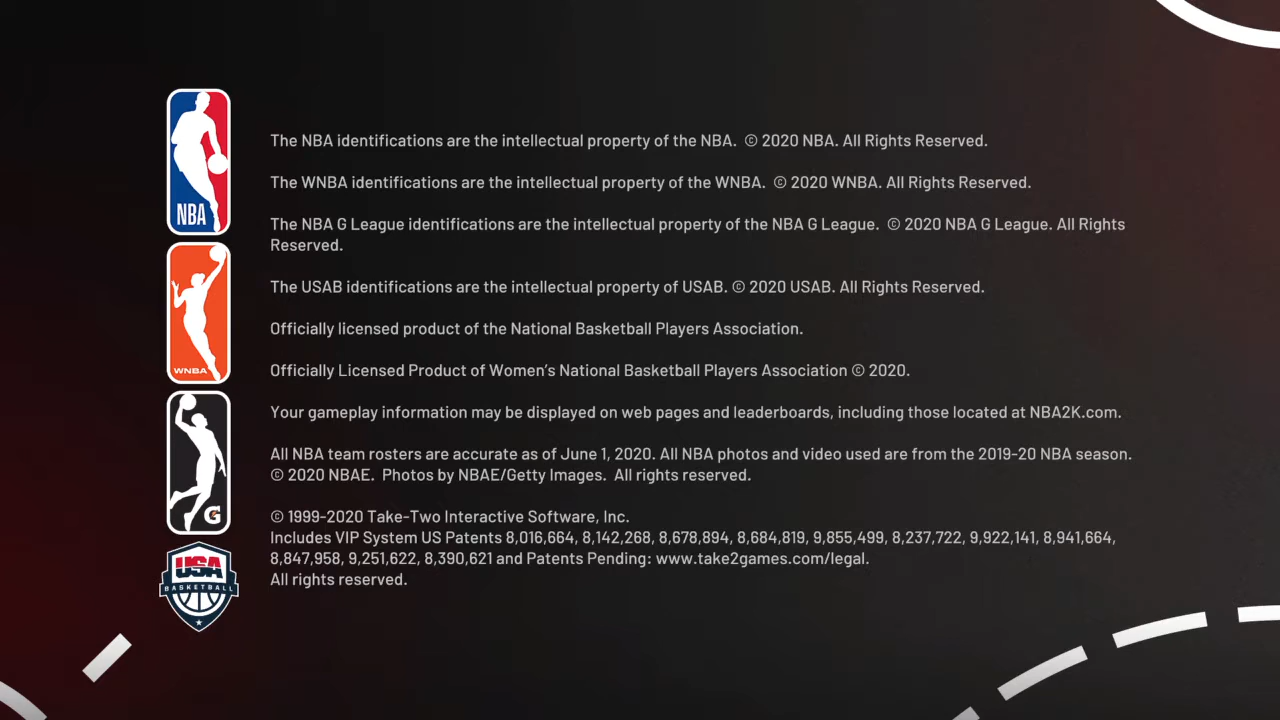 NBA
The NBA identifications are the intellectual property of the NBA.  © 2020 NBA. All Rights Reserved.
The WNBA identifications are the intellectual property of the WNBA.  © 2020 WNBA. All Rights Reserved.
The NBA G League identifications are the intellectual property of the NBA G League.  © 2020 NBA G League. All Rights
Reserved.
WNBA
The USAB identifications are the intellectual property of USAB. © 2020 USAB. All Rights Reserved.
Officially licensed product of the National Basketball Players Association.
Officially Licensed Product of Women’s National Basketball Players Association © 2020.
G
Your gameplay information may be displayed on web pages and leaderboards, including those located at NBA2K.com.
All NBA team rosters are accurate as of June 1, 2020. All NBA photos and video used are from the 2019-20 NBA season.
© 2020 NBAE.  Photos by NBAE/Getty Images.  All rights reserved.
© 1999-2020 Take-Two Interactive Software, Inc.
Includes VIP System US Patents 8,016,664, 8,142,268, 8,678,894, 8,684,819, 9,855,499, 8,237,722, 9,922,141, 8,941,664,
8,847,958, 9,251,622, 8,390,621 and Patents Pending: www.take2games.com/legal.
All rights reserved.
USA
BASKETBALL